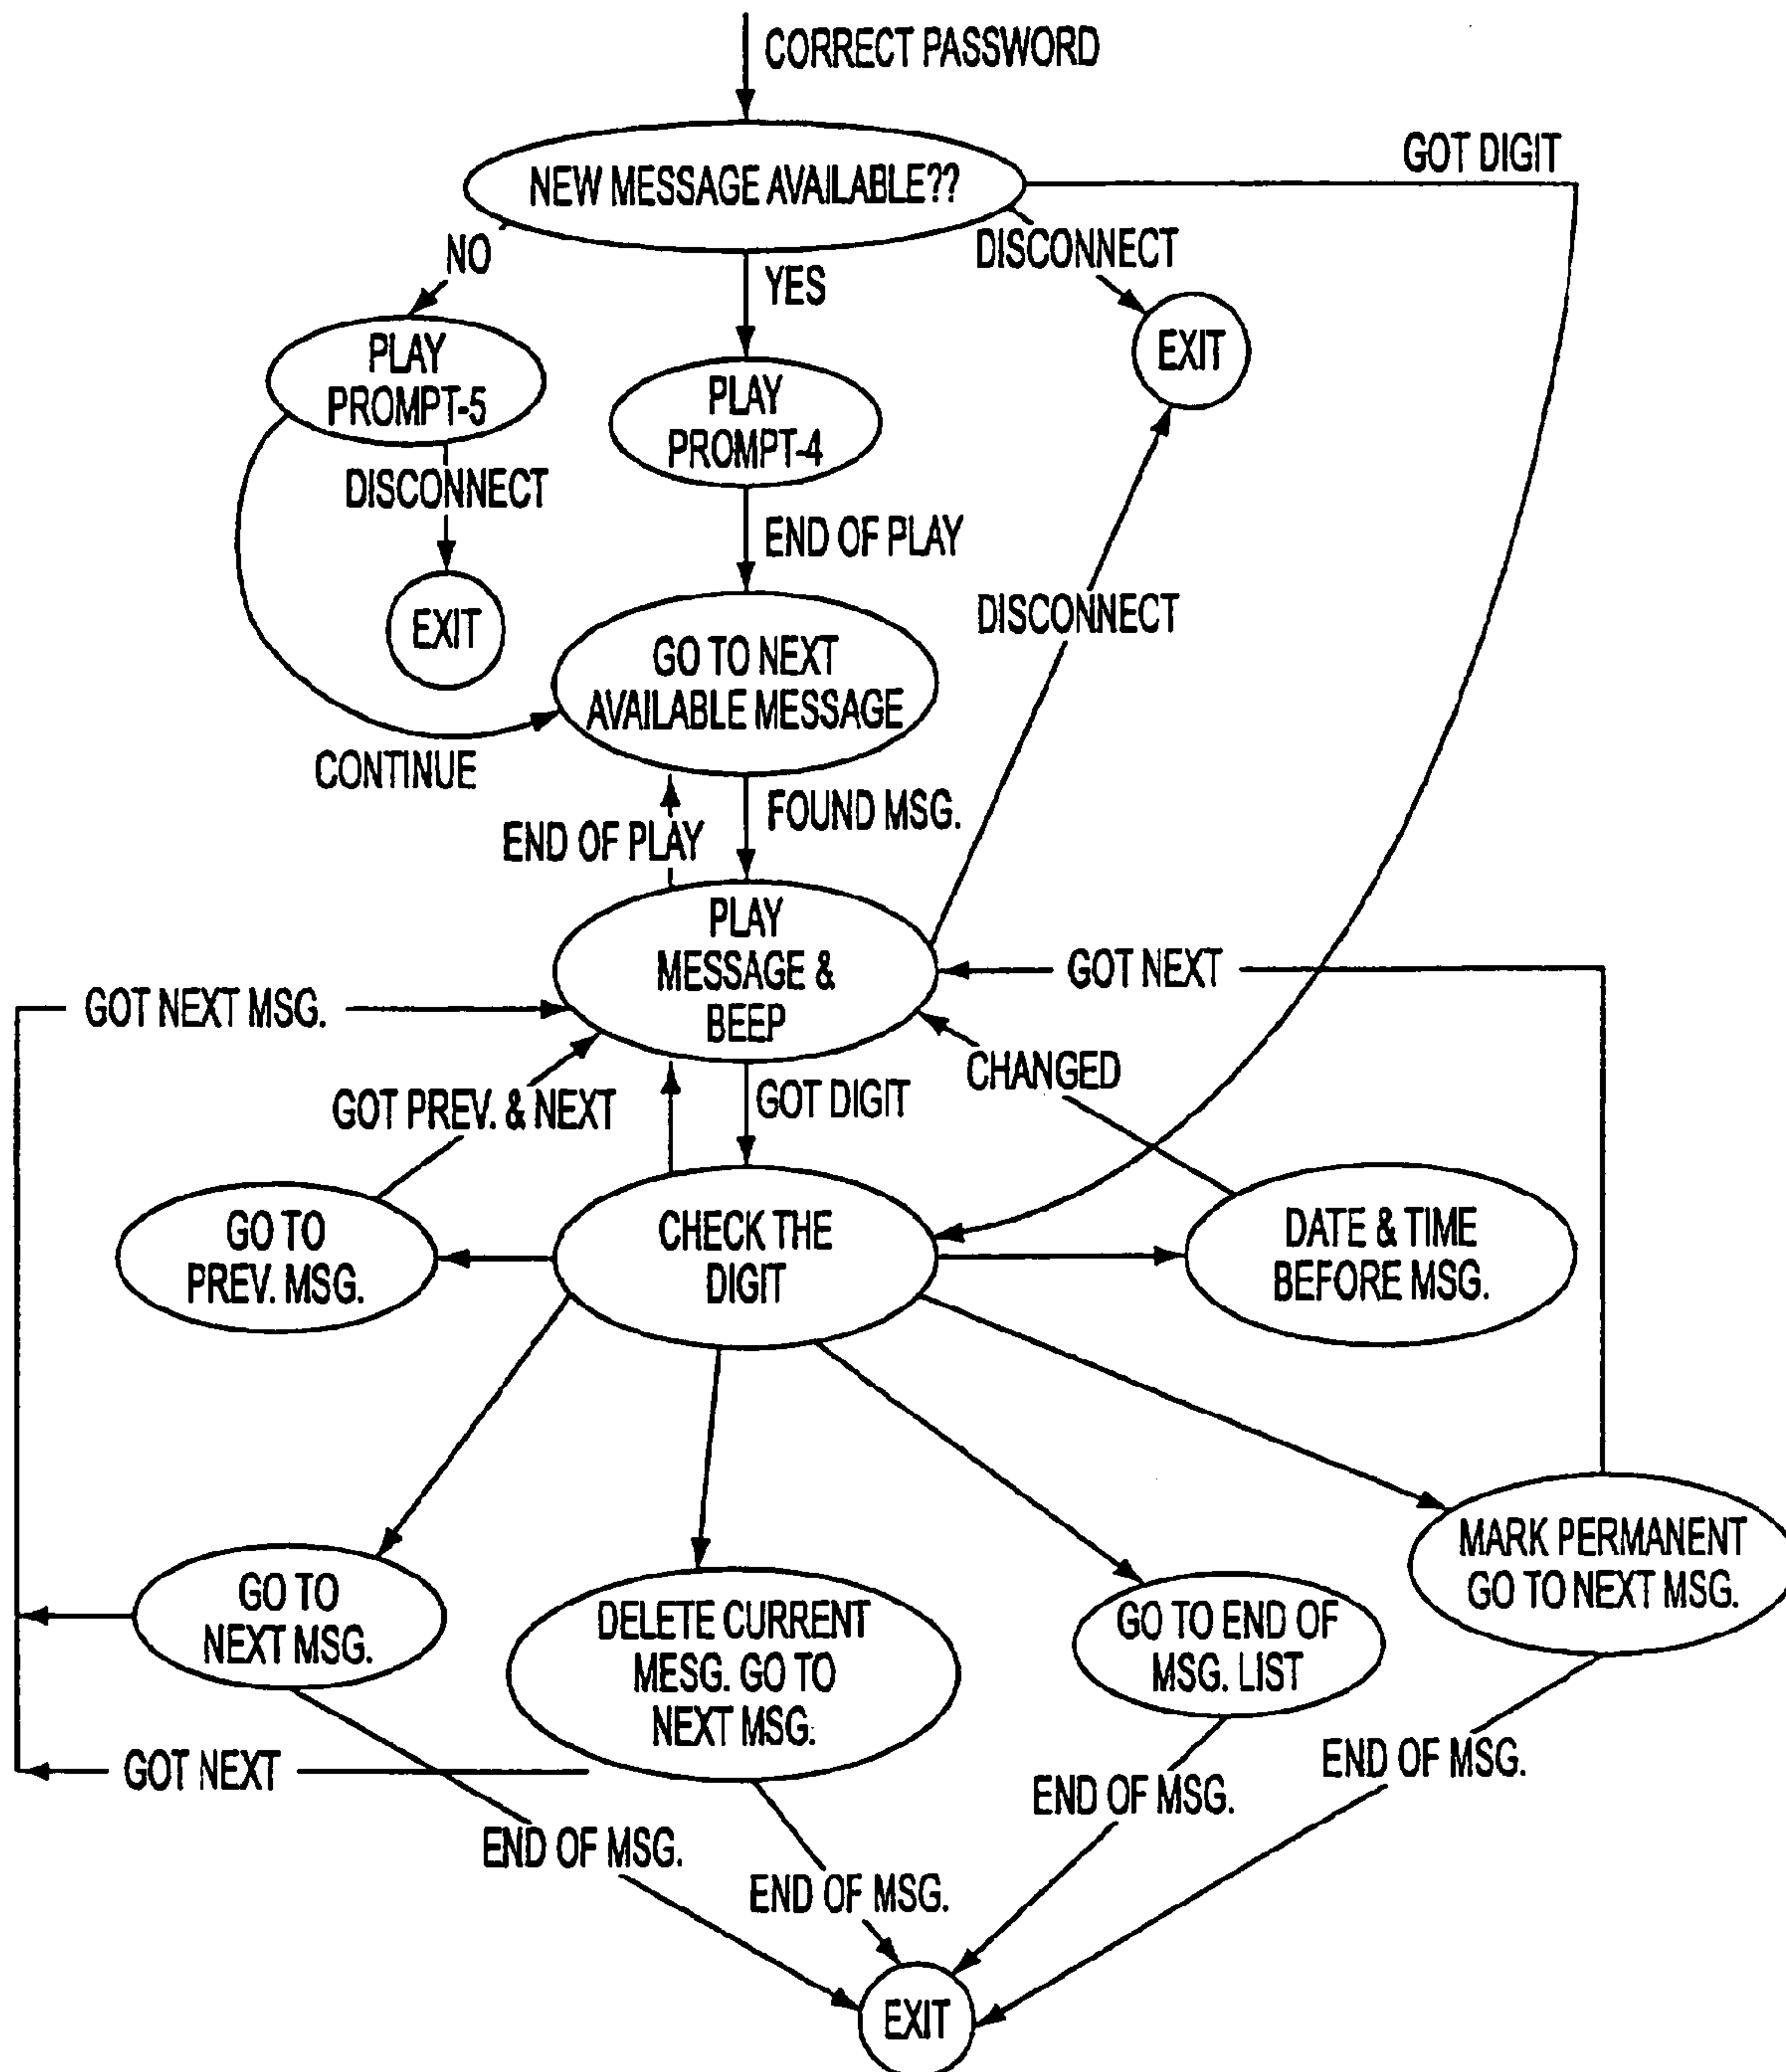 CORRECT PASSWORD
GOT DIGIT
NEW MESSAGE AVAILABLE??
NO
YES
DISCONNECT
PLAY
PROMPT-5
PLAY
PROMPT-4
EXIT
DISCONNECT
END OF PLAY
EXIT
DISCONNECT
GO TO NEXT
AVAILABLE MESSAGE
CONTINUE
END OF PLAY
FOUND MSG.
PLAY
MESSAGE &
BEEP
GOT NEXT
GOT NEXT MSG.
GOT PREV. & NEXT
GOT DIGIT
CHANGED
GO TO
PREV. MSG.
CHECK THE
DIGIT
DATE & TIME
BEFORE MSG.
GO TO
NEXT MSG.
DELETE CURRENT
MESG. GO TO
NEXT MSG.
GO TO END OF
MSG. LIST
MARK PERMANENT
GO TO NEXT MSG.
GOT NEXT
END OF MSG.
END OF MSG.
END OF MSG.
END OF MSG.
EXIT